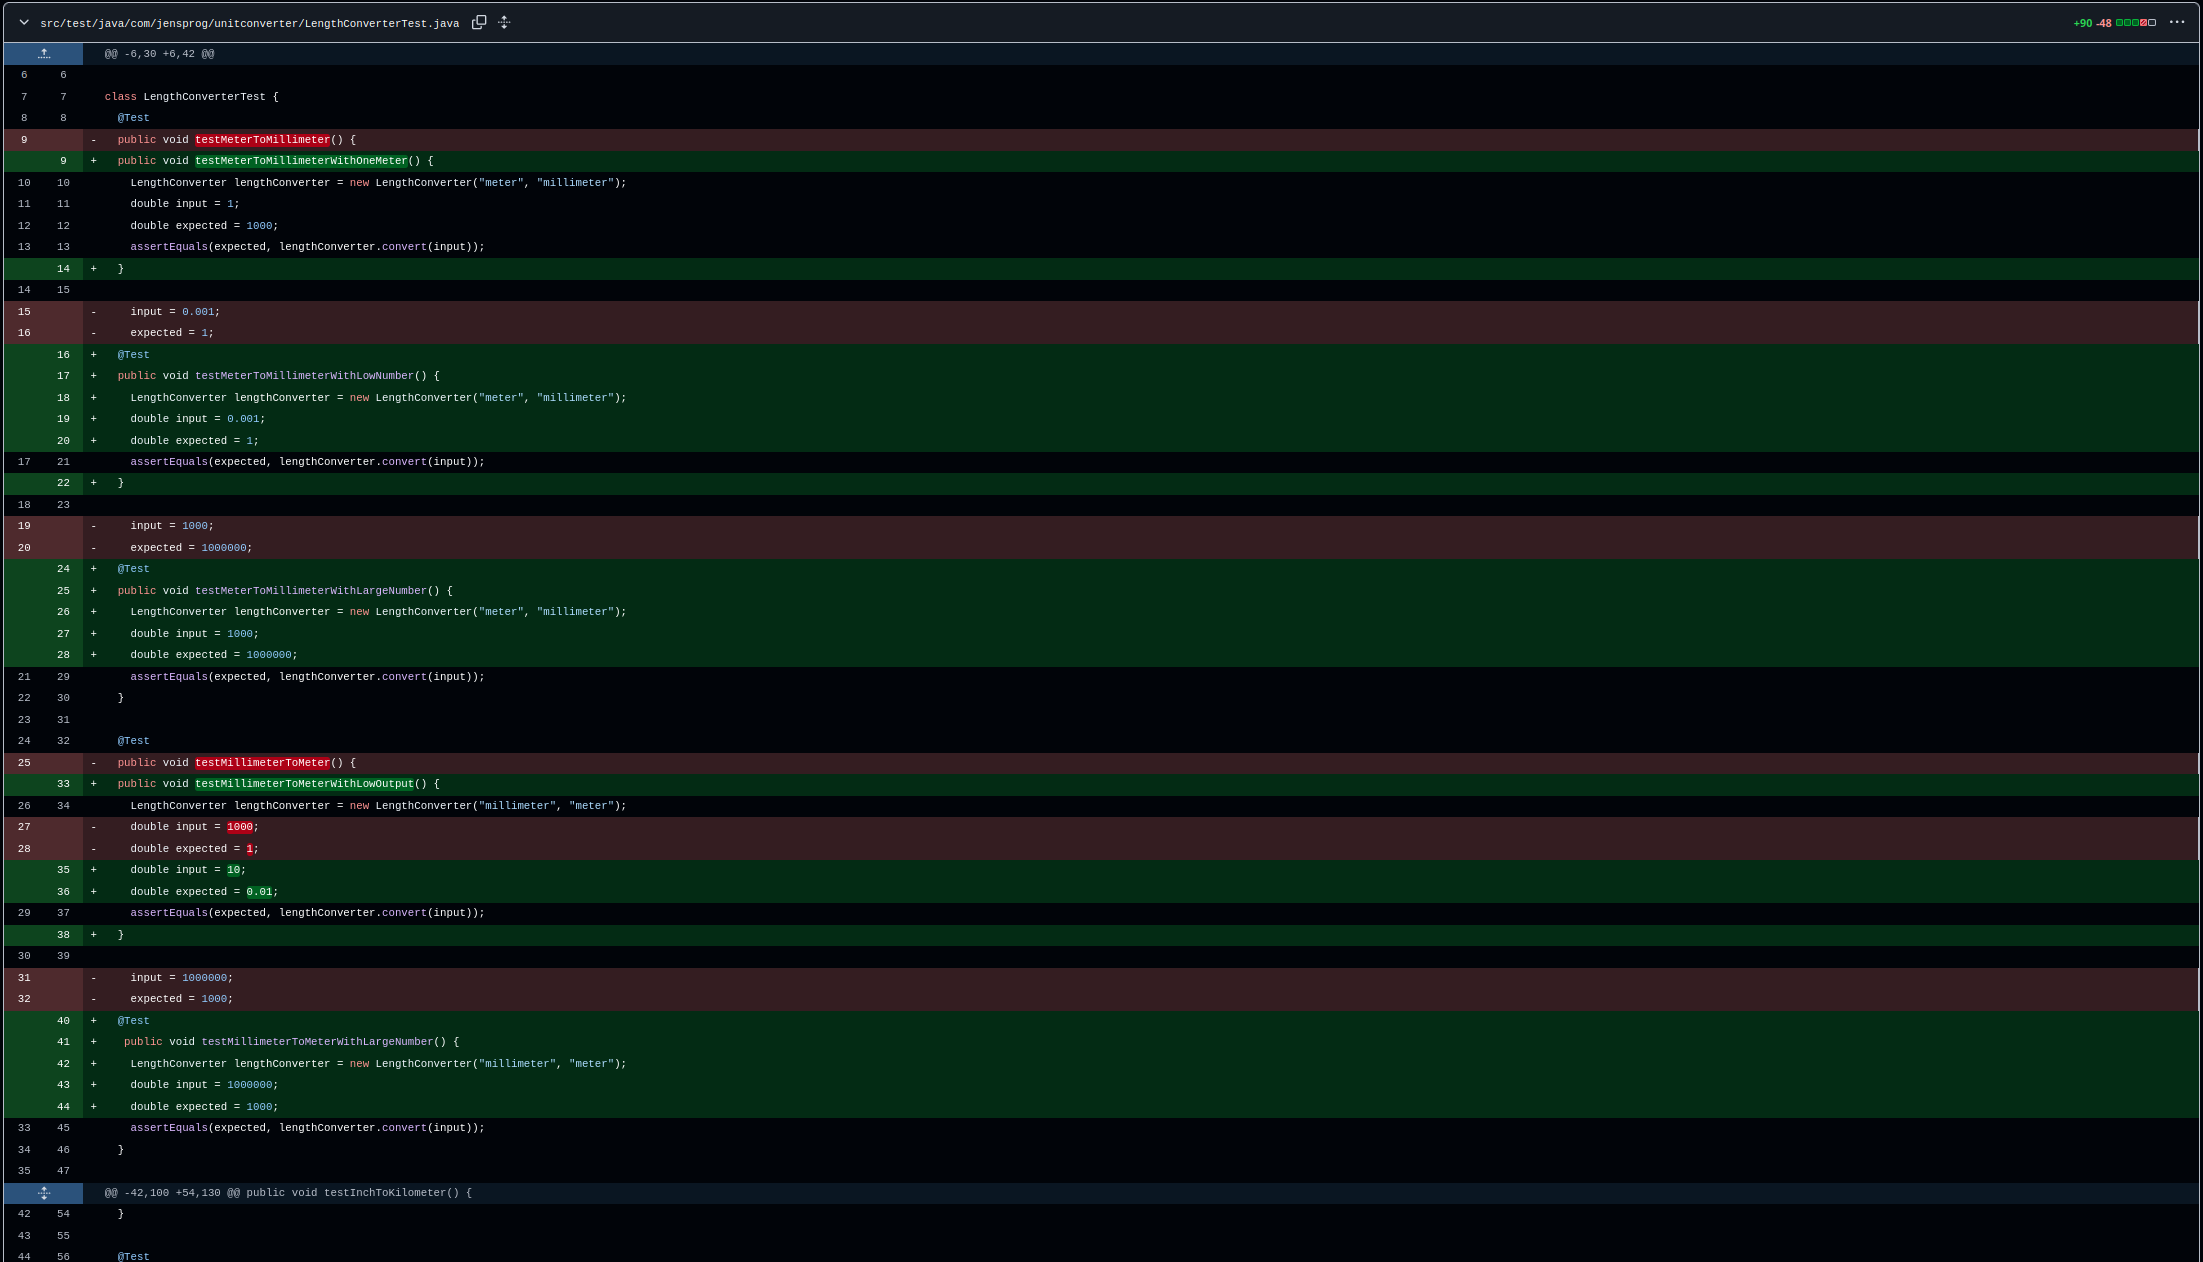 src/test/java/com/jensprog/unitconverter/LengthConverterTest.java +90 -48
@@ -6,30 +6,42 @@
6 6
7 7 class LengthConverterTest {
8 8 @Test
9 - public void testMeterToMillimeter() {
9 + public void testMeterToMillimeterWithOneMeter() {
10 10 LengthConverter lengthConverter = new LengthConverter("meter", "millimeter");
11 11 double input = 1;
12 12 double expected = 1000;
13 13 assertEquals(expected, lengthConverter.convert(input));
14 + }
14 15
15 - input = 0.001;
16 - expected = 1;
16 + @Test
17 + public void testMeterToMillimeterWithLowNumber() {
18 + LengthConverter lengthConverter = new LengthConverter("meter", "millimeter");
19 + double input = 0.001;
20 + double expected = 1;
17 21 assertEquals(expected, lengthConverter.convert(input));
22 + }
18 23
19 - input = 1000;
20 - expected = 1000000;
24 + @Test
25 + public void testMeterToMillimeterWithLargeNumber() {
26 + LengthConverter lengthConverter = new LengthConverter("meter", "millimeter");
27 + double input = 1000;
28 + double expected = 1000000;
21 29 assertEquals(expected, lengthConverter.convert(input));
22 30 }
23 31
24 32 @Test
25 - public void testMillimeterToMeter() {
33 + public void testMillimeterToMeterWithLowOutput() {
26 34 LengthConverter lengthConverter = new LengthConverter("millimeter", "meter");
27 - double input = 1000;
28 - double expected = 1;
35 + double input = 10;
36 + double expected = 0.01;
29 37 assertEquals(expected, lengthConverter.convert(input));
38 + }
30 39
31 - input = 1000000;
32 - expected = 1000;
40 + @Test
41 + public void testMillimeterToMeterWithLargeNumber() {
42 + LengthConverter lengthConverter = new LengthConverter("millimeter", "meter");
43 + double input = 1000000;
44 + double expected = 1000;
33 45 assertEquals(expected, lengthConverter.convert(input));
34 46 }
35 47
@@ -42,100 +54,130 @@ public void testInchToKilometer() {
42 54 }
43 55
44 56 @Test